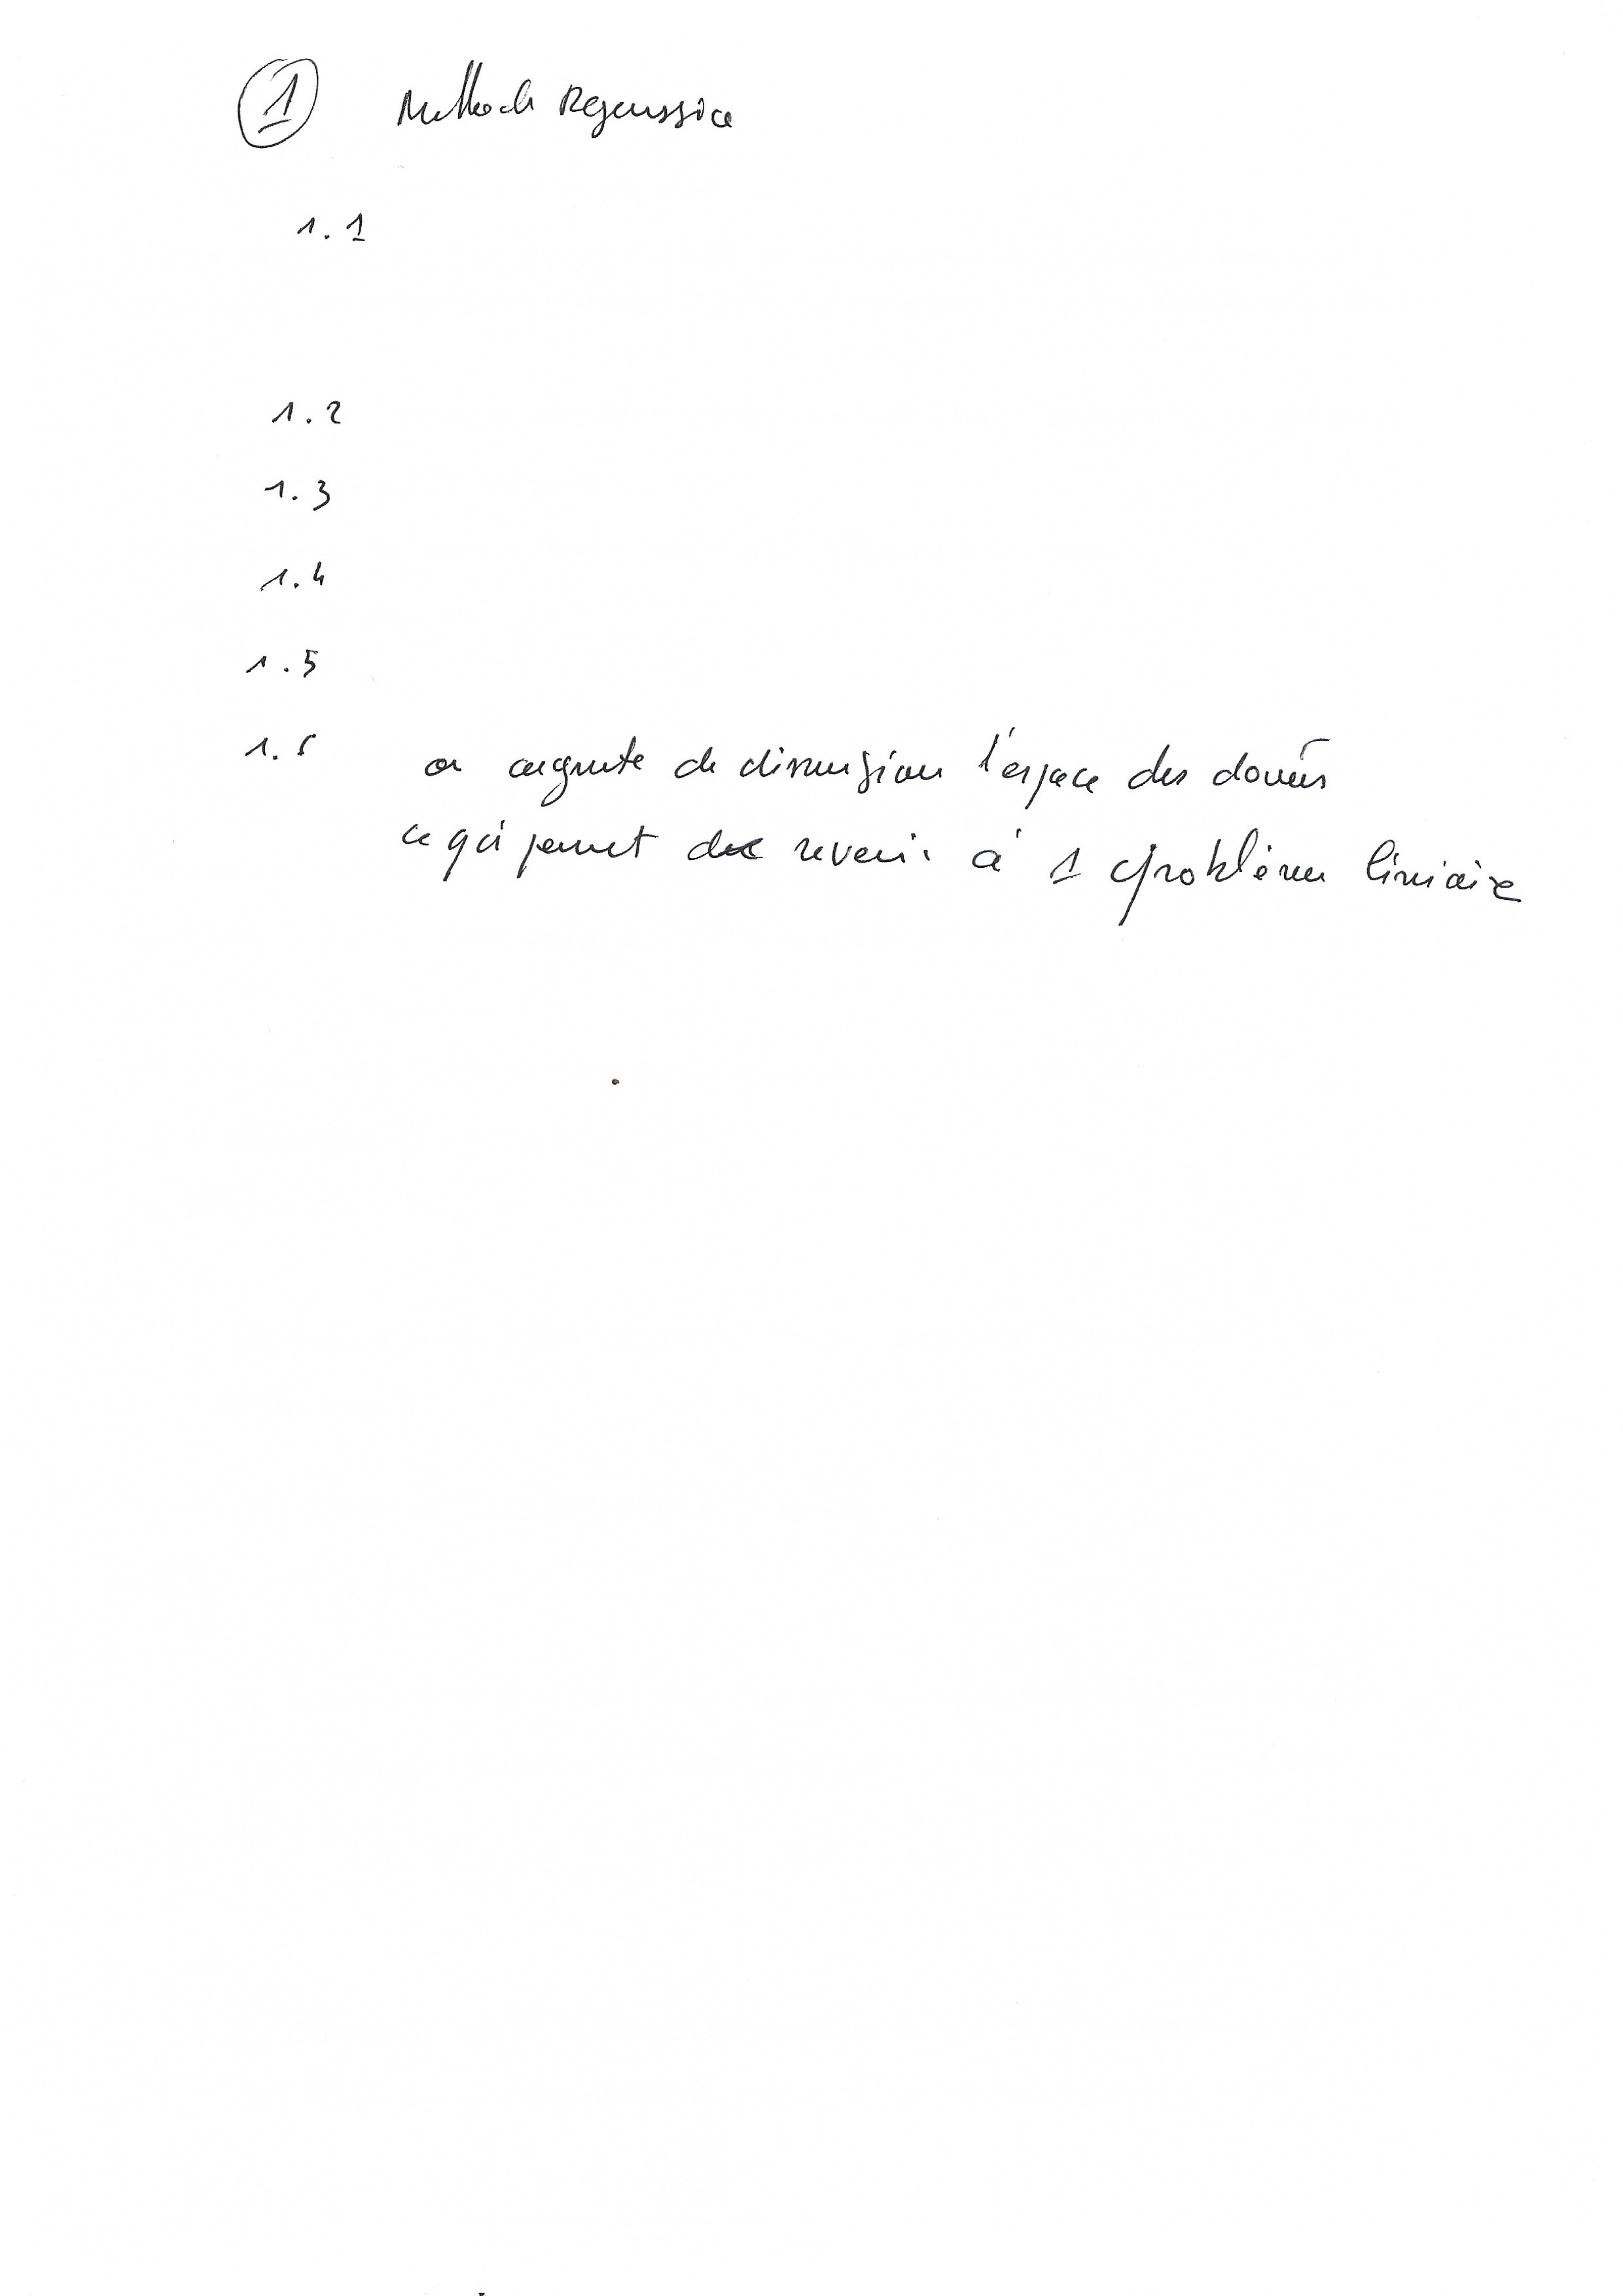 1 Methode Regression
1.1
1.2
1.3
1.4
1.5
1.6 on augmente de dimension l'espace des données
ce qui permet de revenir à 1 problème linéaire